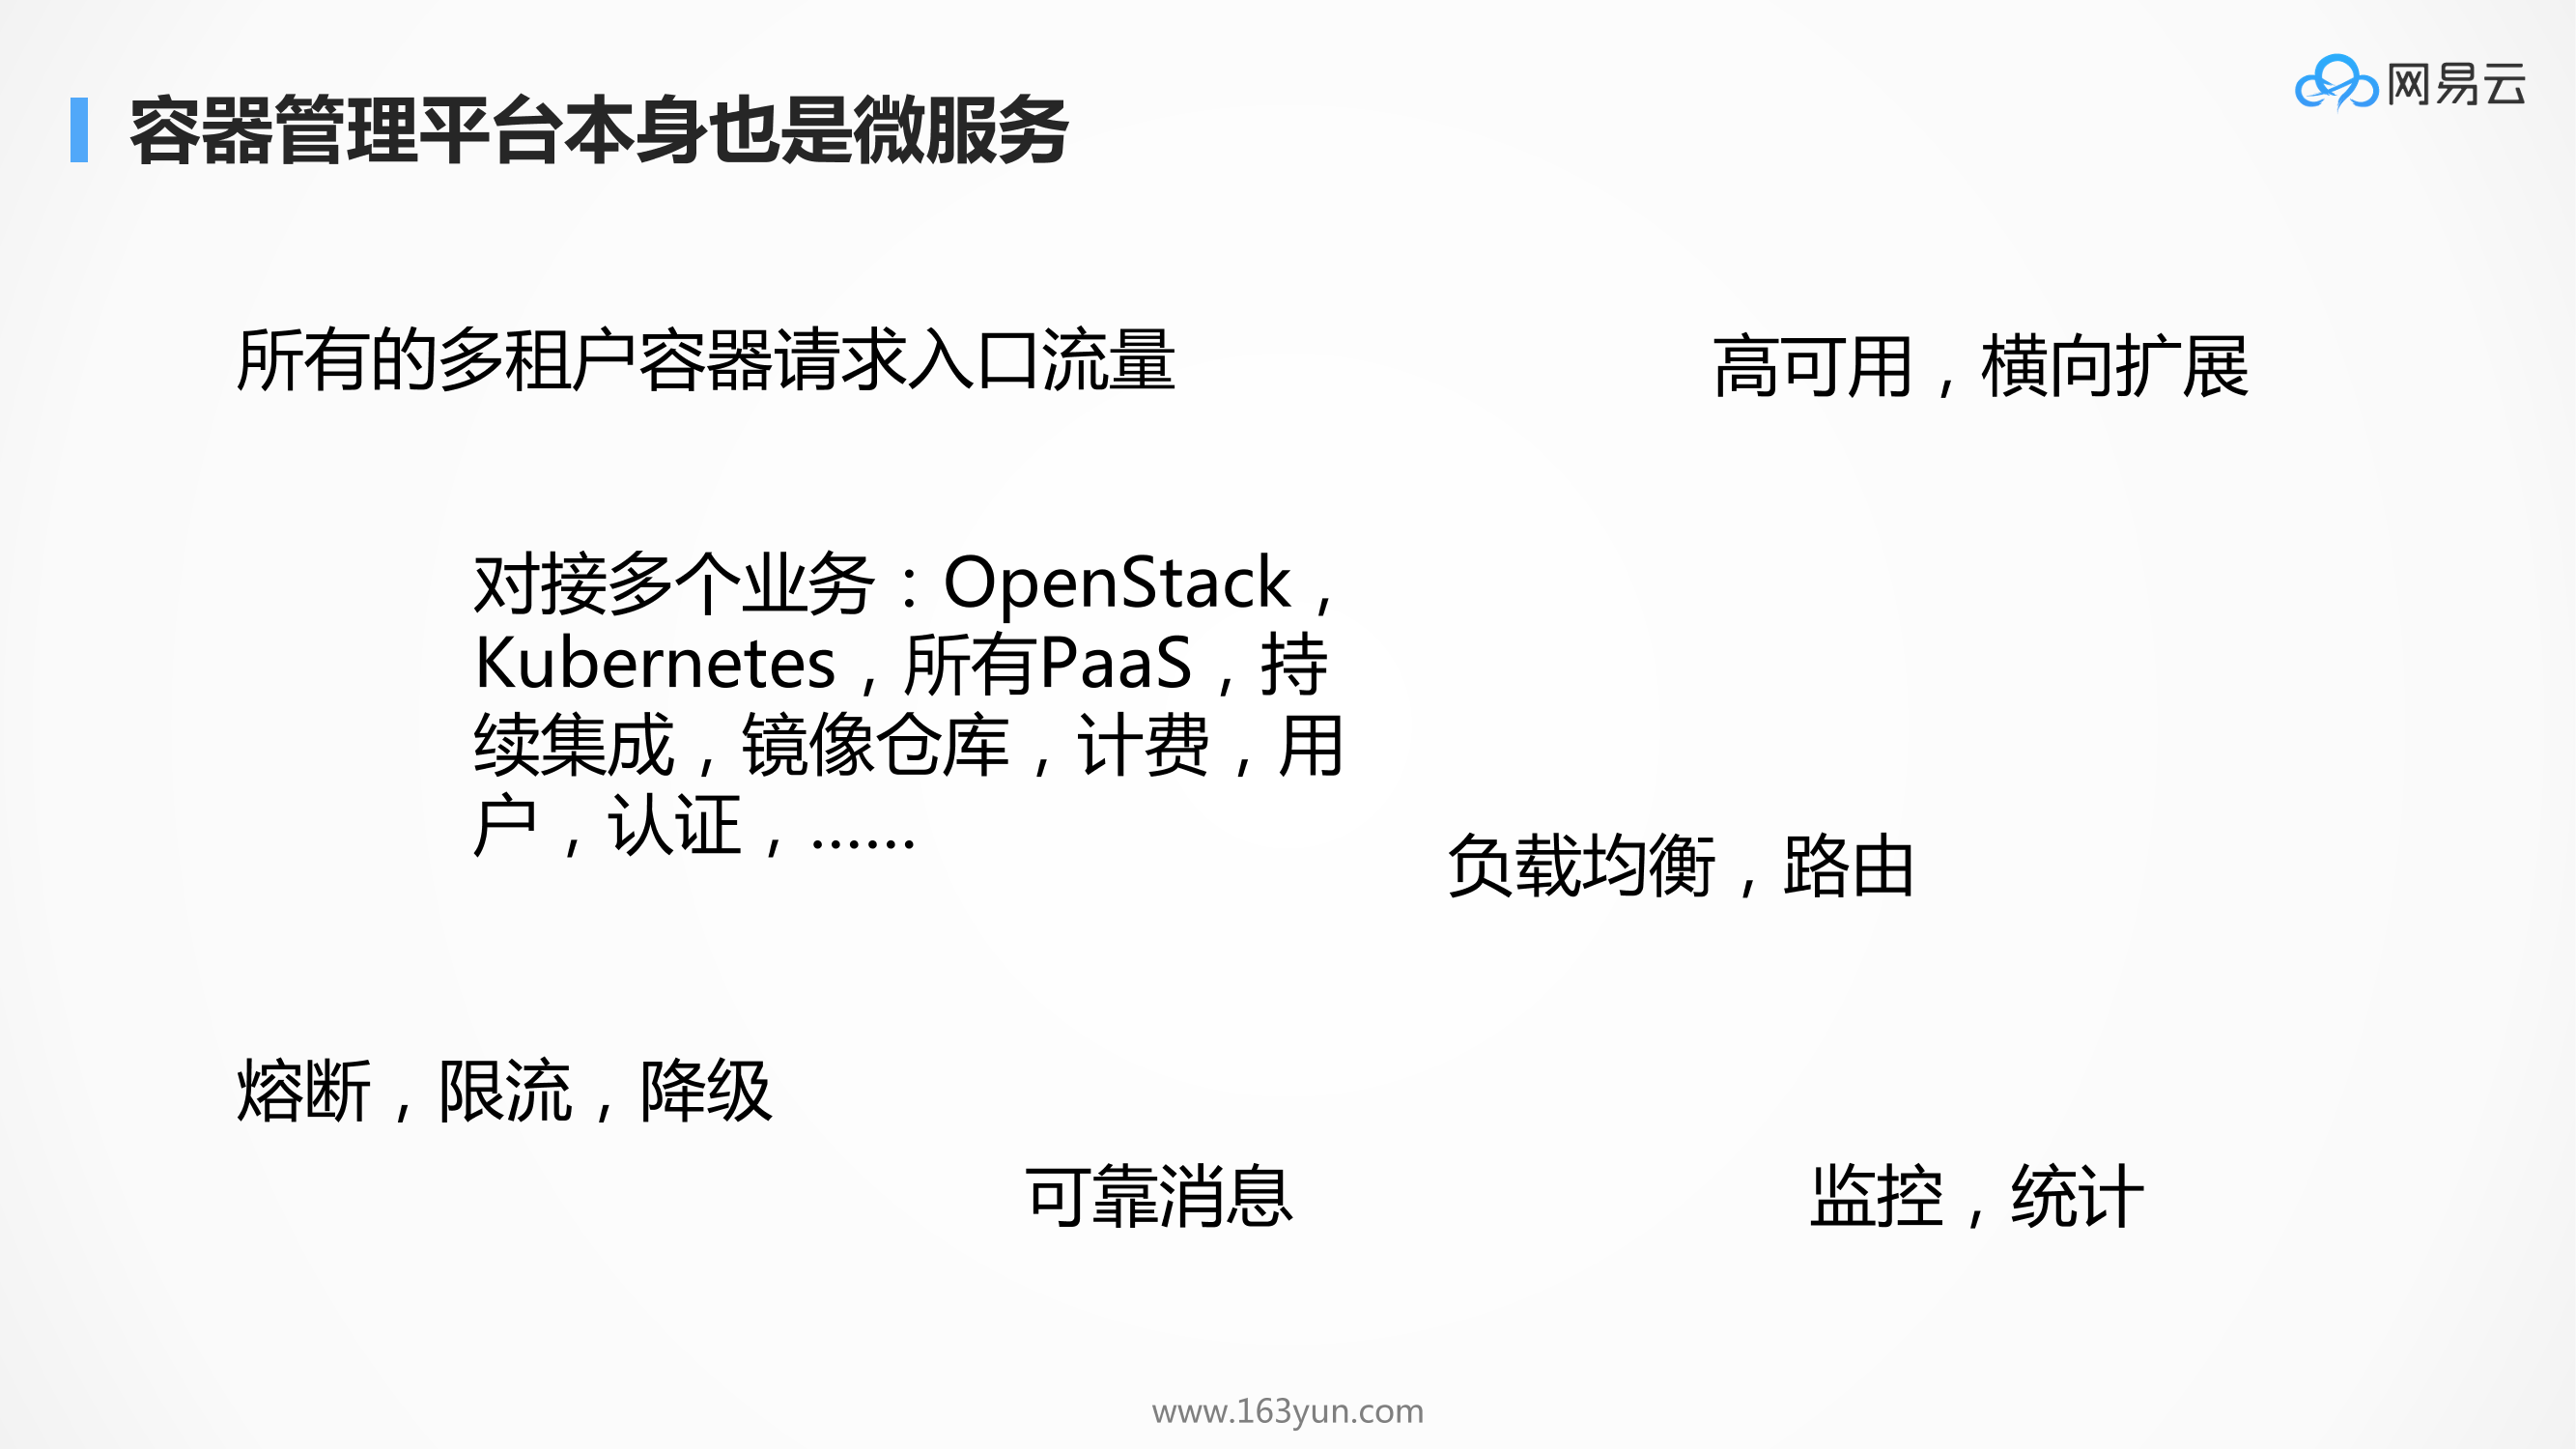 网易云
容器管理平台本身也是微服务
所有的多租户容器请求入口流量
高可用，横向扩展
对接多个业务：OpenStack，
Kubernetes，所有PaaS，持
续集成，镜像仓库，计费，用
户，认证，……
负载均衡，路由
熔断，限流，降级
可靠消息
监控，统计
www.163yun.com